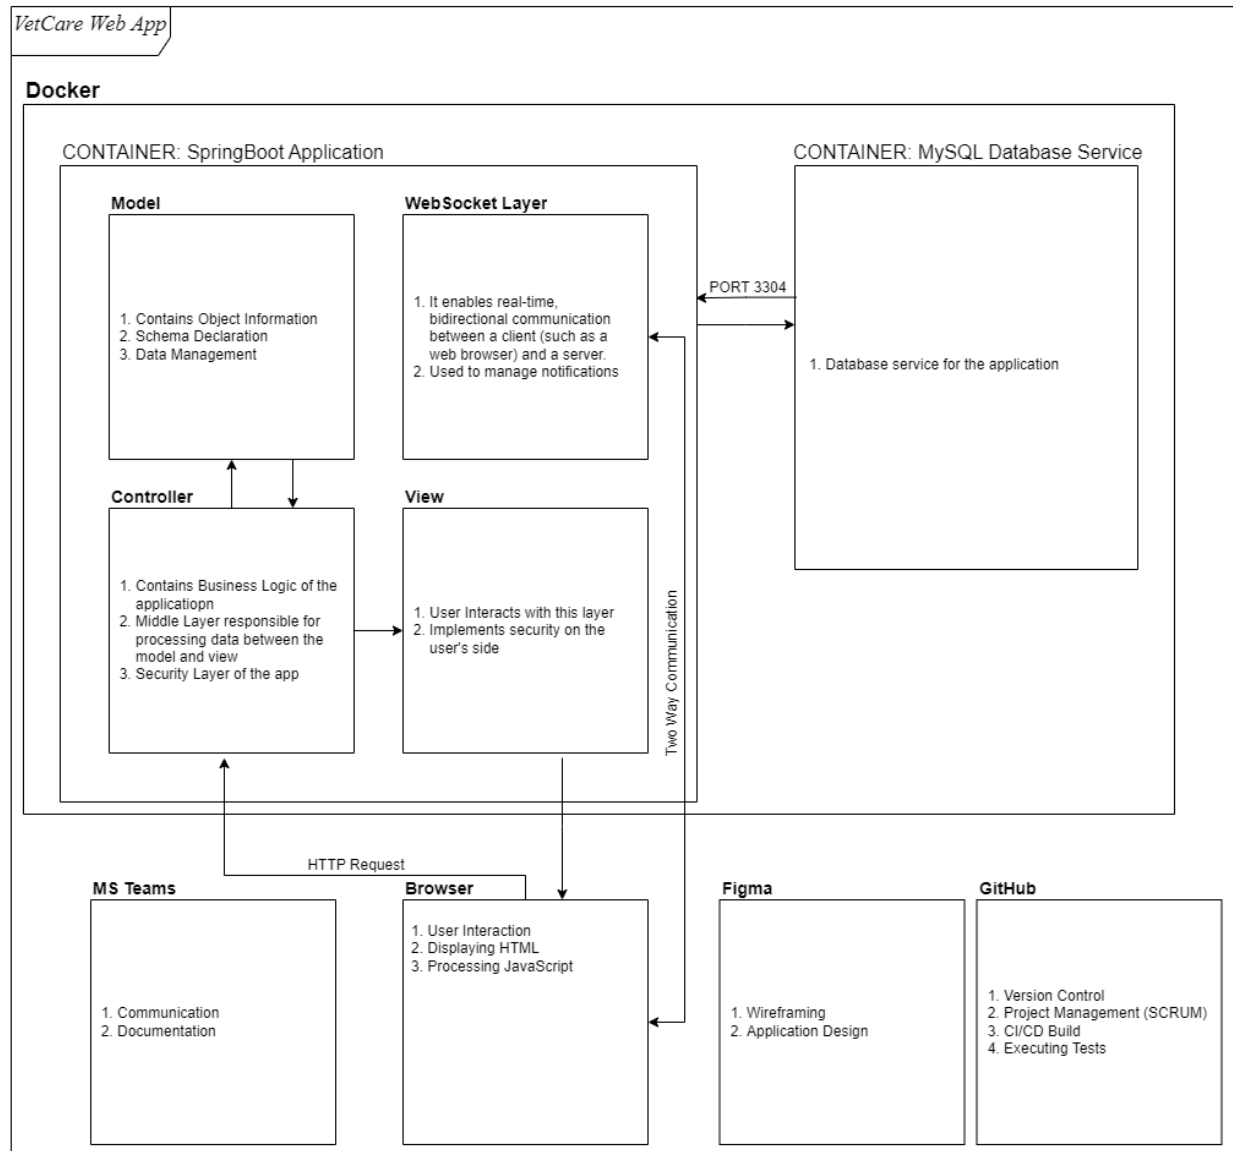 VetCare Web App
Docker
CONTAINER: SpringBoot Application
CONTAINER: MySQL Database Service
Model
1. Contains Object Information
2. Schema Declaration
3. Data Management
WebSocket Layer
1. It enables real-time,
bidirectional communication
between a client (such as a
web browser) and a server.
2. Used to manage notifications
PORT 3304
1. Database service for the application
Controller
1. Contains Business Logic of the
applicatiopn
2. Middle Layer responsible for
processing data between the
model and view
3. Security Layer of the app
View
1. User Interacts with this layer
2. Implements security on the
user's side
Two Way Communication
HTTP Request
MS Teams
1. Communication
2. Documentation
Browser
1. User Interaction
2. Displaying HTML
3. Processing JavaScript
Figma
1. Wireframing
2. Application Design
GitHub
1. Version Control
2. Project Management (SCRUM)
3. CI/CD Build
4. Executing Tests